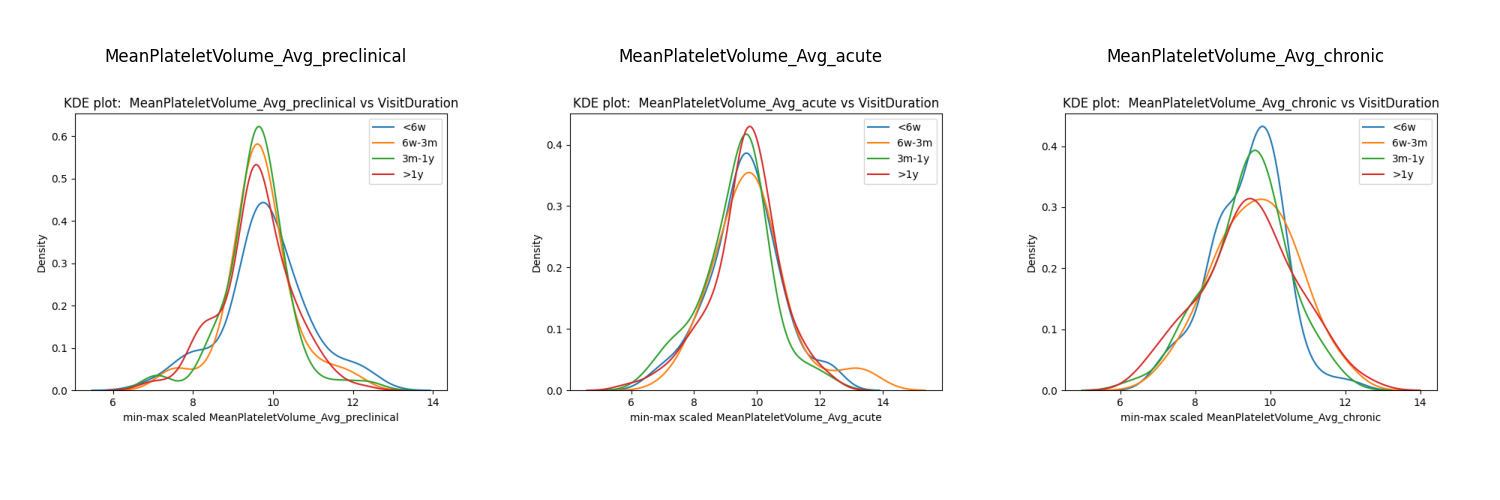 MeanPlateletVolume_Avg_preclinical
KDE plot:  MeanPlateletVolume_Avg_preclinical vs VisitDuration
<6w
6w-3m
3m-1y
>1y
Density
0.6
0.5
0.4
0.3
0.2
0.1
0.0
6 8 10 12 14
min-max scaled MeanPlateletVolume_Avg_preclinical
MeanPlateletVolume_Avg_acute
KDE plot:  MeanPlateletVolume_Avg_acute vs VisitDuration
<6w
6w-3m
3m-1y
>1y
Density
0.4
0.3
0.2
0.1
0.0
6 8 10 12 14
min-max scaled MeanPlateletVolume_Avg_acute
MeanPlateletVolume_Avg_chronic
KDE plot:  MeanPlateletVolume_Avg_chronic vs VisitDuration
<6w
6w-3m
3m-1y
>1y
Density
0.4
0.3
0.2
0.1
0.0
6 8 10 12 14
min-max scaled MeanPlateletVolume_Avg_chronic